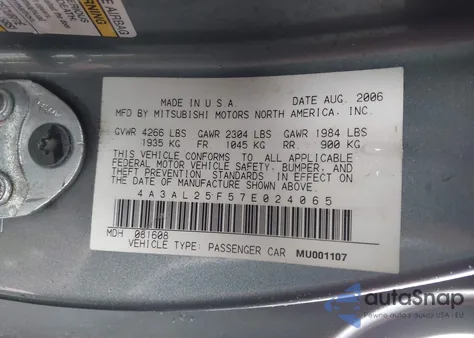 AIRBAG
WARNING
MADE IN U.S.A. DATE AUG. 2006
MFD BY MITSUBISHI MOTORS NORTH AMERICA, INC.
GVWR 4266 LBS GAWR 2304 LBS GAWR 1984 LBS
1935 KG FR. 1045 KG RR. 900 KG
THIS VEHICLE CONFORMS TO ALL APPLICABLE
FEDERAL MOTOR VEHICLE SAFETY, BUMPER, AND
THEFT PREVENTION STANDARDS IN EFFECT ON
THE DATE OF MANUFACTURE SHOWN ABOVE.
4A3AL25F57E024065
MDH 081608
VEHICLE TYPE: PASSENGER CAR MU001107
autoSnap